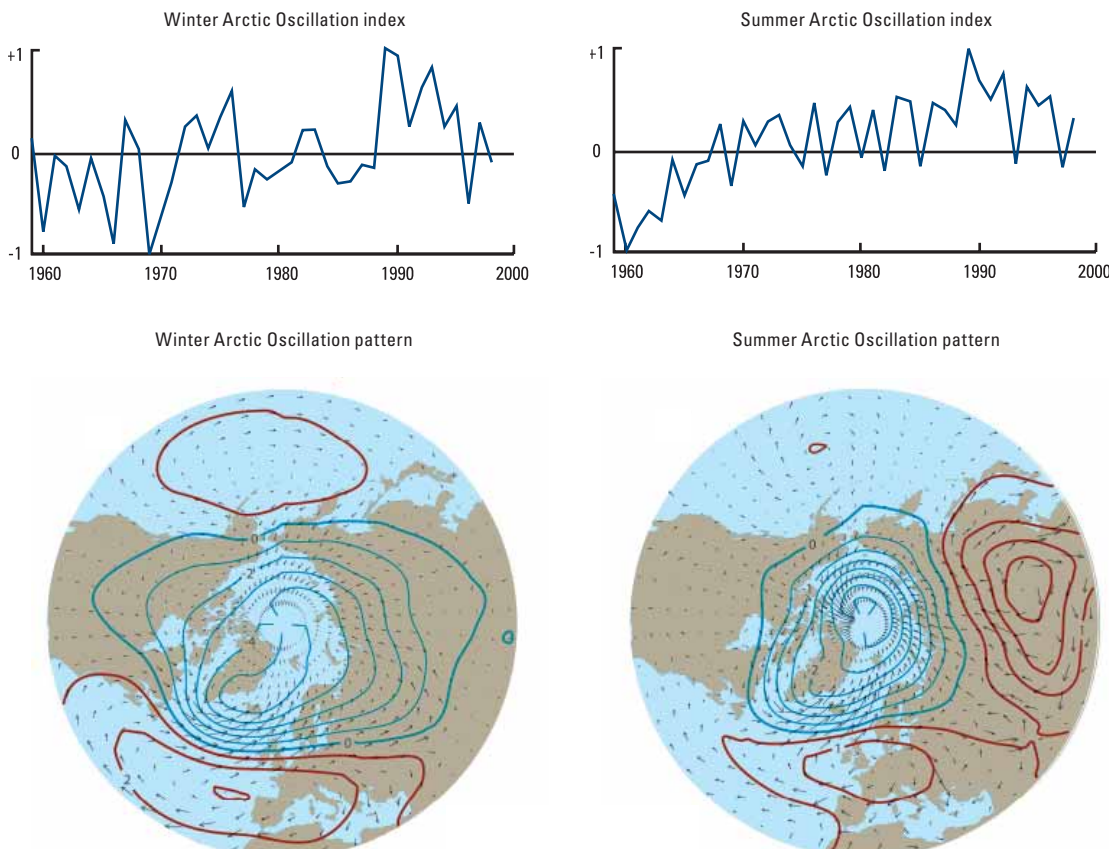 Winter Arctic Oscillation index
+1
0
-1
1960 1970 1980 1990 2000
Summer Arctic Oscillation index
+1
0
-1
1960 1970 1980 1990 2000
Winter Arctic Oscillation pattern
0
2
0
2
Summer Arctic Oscillation pattern
0
2
1